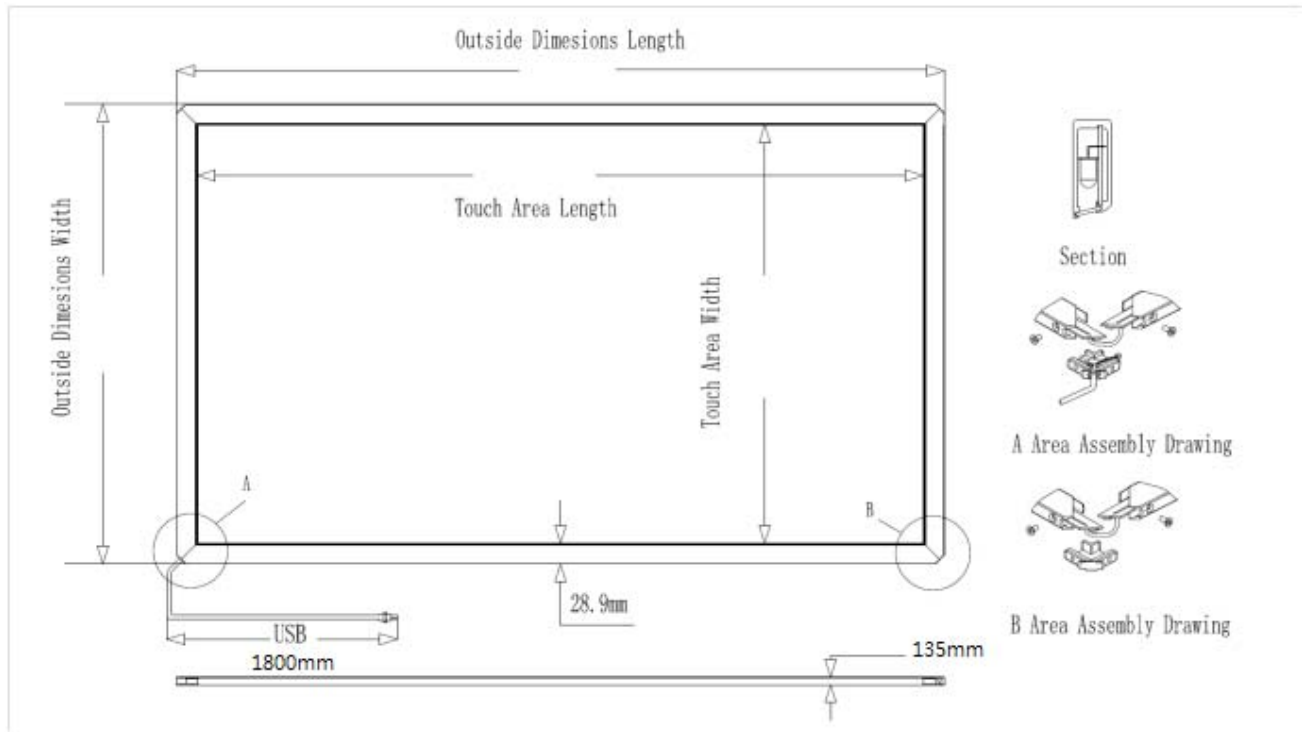 Outside Dimesions Length
Outside Dimesions Width
Touch Area Length
Touch Area Width
Section
A Area Assembly Drawing
A
B
28.9mm
USB
1800mm
B Area Assembly Drawing
135mm